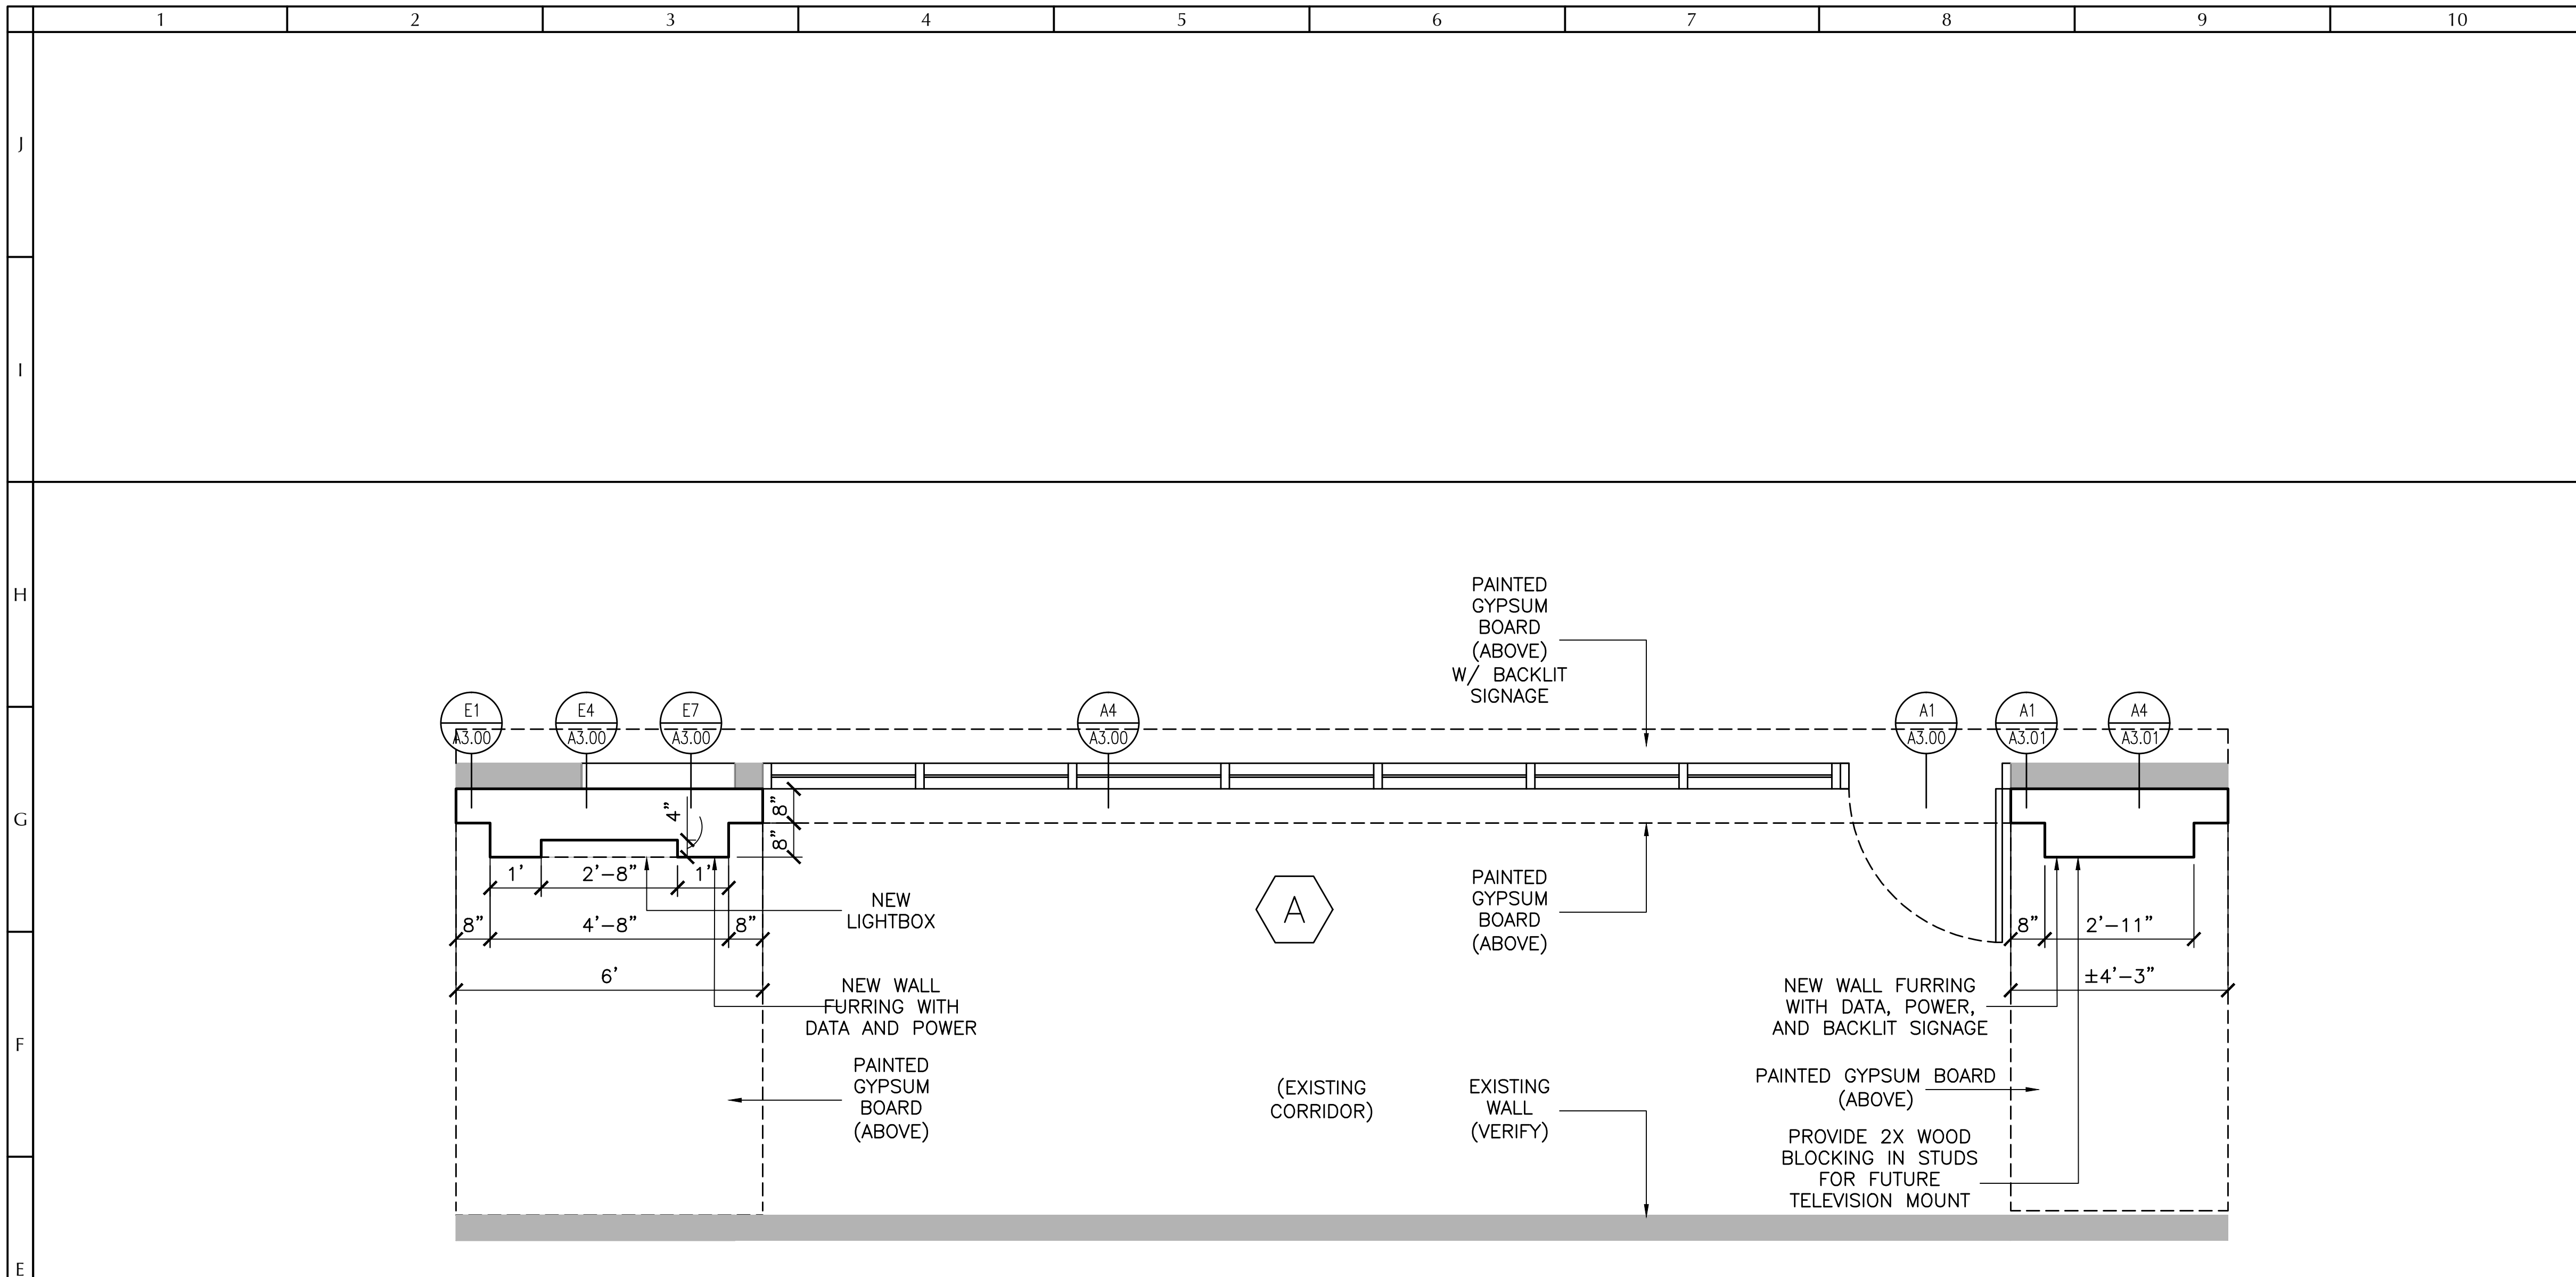 1 2 3 4 5 6 7 8 9 10
J
I
H
G
F
E
PAINTED
GYPSUM
BOARD
(ABOVE)
W/ BACKLIT
SIGNAGE
E1
A3.00
E4
A3.00
E7
A3.00
A4
A3.00
A1
A3.00
A1
A3.01
A4
A3.01
4"
8"
8"
1' 2'-8" 1'
8" 4'-8" 8"
6'
NEW
LIGHTBOX
NEW WALL
FURRING WITH
DATA AND POWER
PAINTED
GYPSUM
BOARD
(ABOVE)
A
(EXISTING
CORRIDOR)
PAINTED
GYPSUM
BOARD
(ABOVE)
EXISTING
WALL
(VERIFY)
8" 2'-11"
±4'-3"
NEW WALL FURRING
WITH DATA, POWER,
AND BACKLIT SIGNAGE
PAINTED GYPSUM BOARD
(ABOVE)
PROVIDE 2X WOOD
BLOCKING IN STUDS
FOR FUTURE
TELEVISION MOUNT